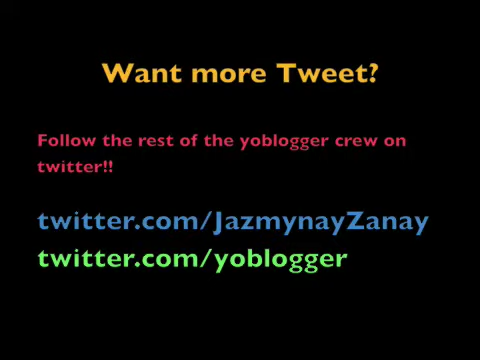 Want more Tweet?
Follow the rest of the yoblogger crew on
twitter!!
twitter.com/JazmynayZanay
twitter.com/yoblogger